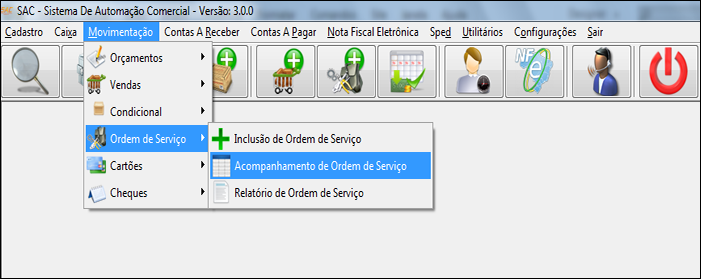 SAC - Sistema De Automação Comercial - Versão: 3.0.0
Cadastro Caixa Movimentação Contas A Receber Contas A Pagar Nota Fiscal Eletrônica Sped Utilitários Configurações Sair
Orçamentos
Vendas
Condicional
Ordem de Serviço
Cartões
Cheques
Inclusão de Ordem de Serviço
Acompanhamento de Ordem de Serviço
Relatório de Ordem de Serviço
NF e